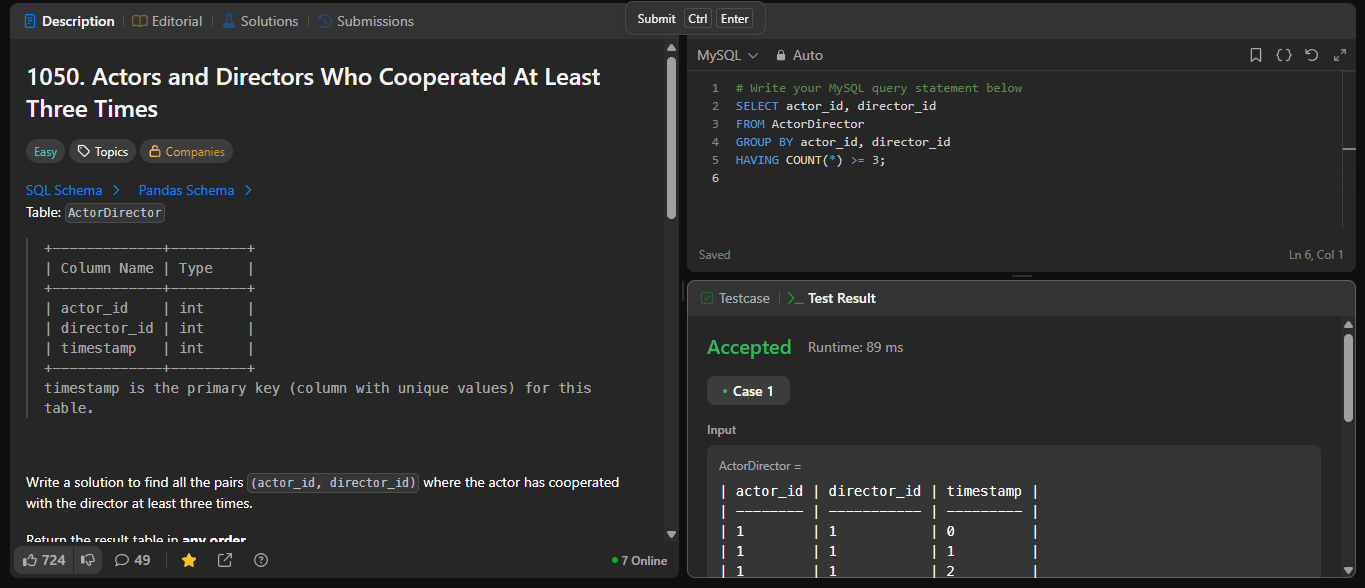 Description | Editorial | Solutions | Submissions
Submit Ctrl Enter
1050. Actors and Directors Who Cooperated At Least
Three Times
Easy Topics Companies
SQL Schema > Pandas Schema >
Table: ActorDirector
+-------------+---------+
| Column Name | Type    |
+-------------+---------+
| actor_id    | int     |
| director_id | int     |
| timestamp   | int     |
+-------------+---------+
timestamp is the primary key (column with unique values) for this
table.
Write a solution to find all the pairs (actor_id, director_id) where the actor has cooperated
with the director at least three times.
Return the result table in any order.
724 49 7 Online
MySQL Auto
1 # Write your MySQL query statement below
2 SELECT actor_id, director_id
3 FROM ActorDirector
4 GROUP BY actor_id, director_id
5 HAVING COUNT(*) >= 3;
6
Saved Ln 6, Col 1
Testcase | >_ Test Result
Accepted Runtime: 89 ms
• Case 1
Input
ActorDirector =
| actor_id | director_id | timestamp |
| -------- | ----------- | --------- |
| 1        | 1           | 0         |
| 1        | 1           | 1         |
| 1        | 1           | 2         |